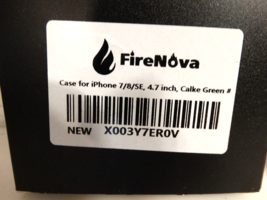 FireNova
Case for iPhone 7/8/SE, 4.7 inch, Calke Green #
NEW X003Y7ER0V